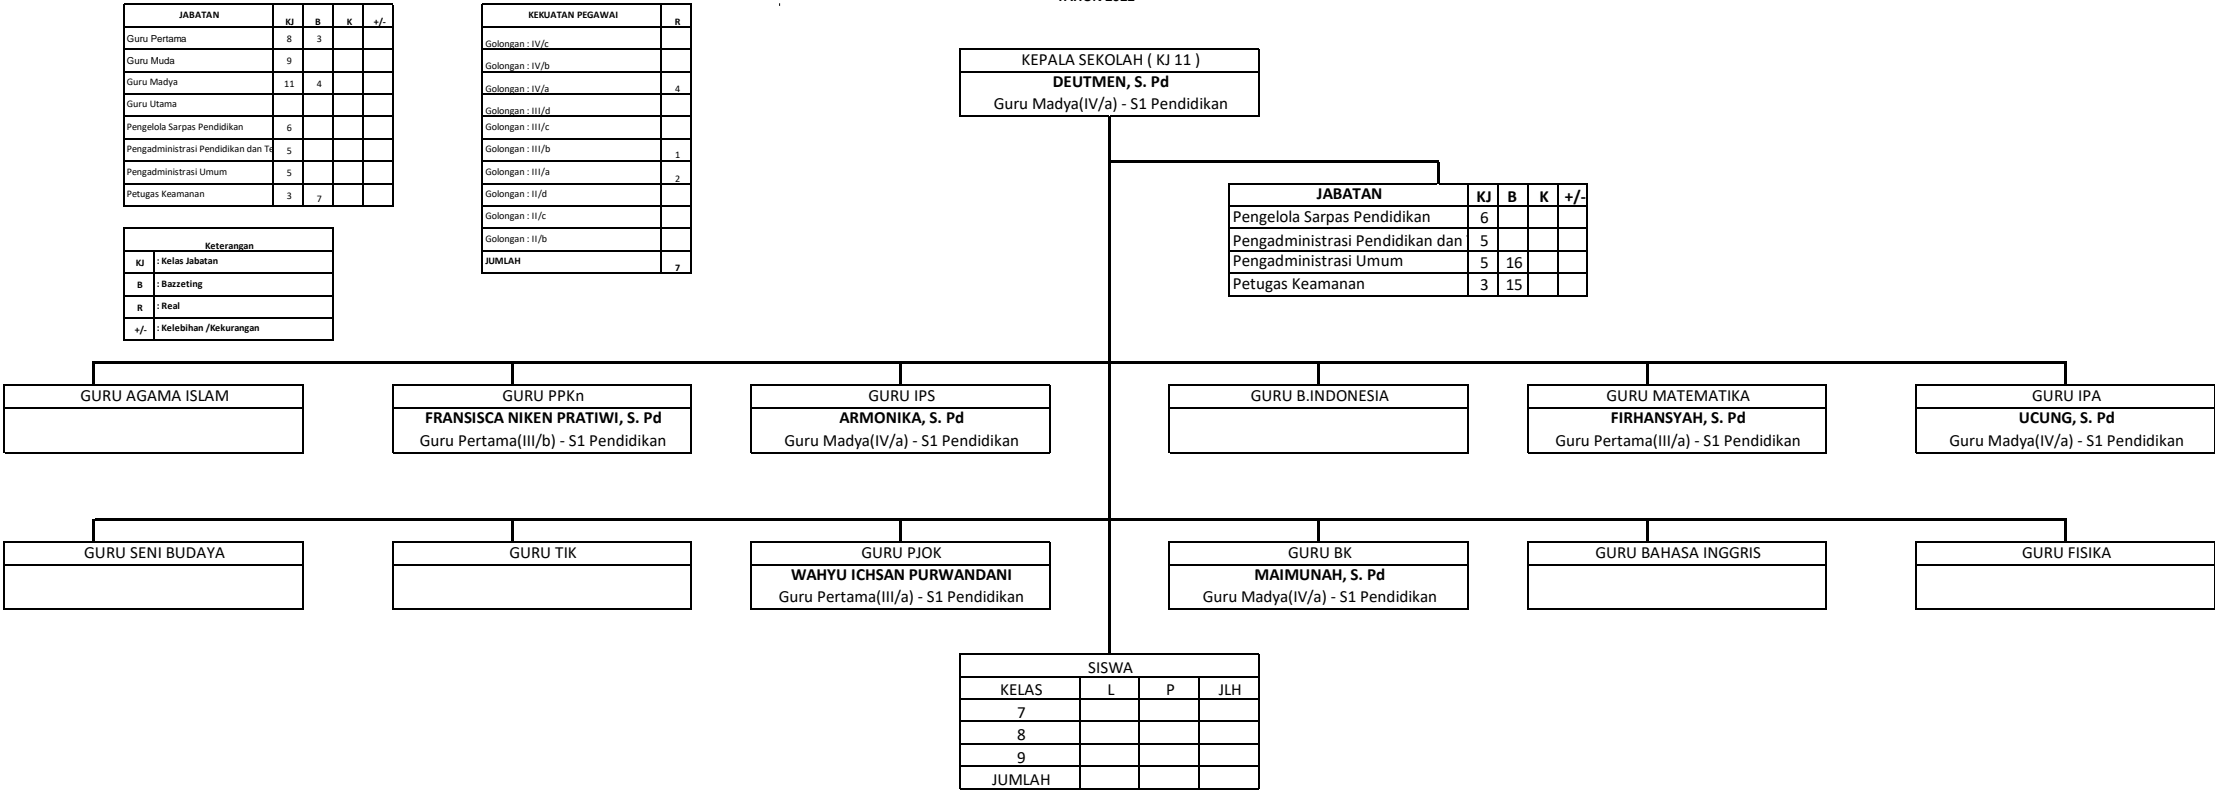 JABATAN KJ B K +/-
Guru Pertama 8 3
Guru Muda 9
Guru Madya 11 4
Guru Utama
Pengelola Sarpas Pendidikan 6
Pengadministrasi Pendidikan dan Te 5
Pengadministrasi Umum 5
Petugas Keamanan 3 7
Keterangan
KJ : Kelas Jabatan
B : Bazzeting
R : Real
+/- : Kelebihan /Kekurangan
KEKUATAN PEGAWAI R
Golongan : IV/c
Golongan : IV/b
Golongan : IV/a 4
Golongan : III/d
Golongan : III/c
Golongan : III/b 1
Golongan : III/a 2
Golongan : II/d
Golongan : II/c
Golongan : II/b
JUMLAH 7
KEPALA SEKOLAH ( KJ 11 )
DEUTMEN, S. Pd
Guru Madya(IV/a) - S1 Pendidikan
JABATAN KJ B K +/-
Pengelola Sarpas Pendidikan 6
Pengadministrasi Pendidikan dan 5
Pengadministrasi Umum 5 16
Petugas Keamanan 3 15
GURU AGAMA ISLAM
GURU PPKn
FRANSISCA NIKEN PRATIWI, S. Pd
Guru Pertama(III/b) - S1 Pendidikan
GURU IPS
ARMONIKA, S. Pd
Guru Madya(IV/a) - S1 Pendidikan
GURU B.INDONESIA
GURU MATEMATIKA
FIRHANSYAH, S. Pd
Guru Pertama(III/a) - S1 Pendidikan
GURU IPA
UCUNG, S. Pd
Guru Madya(IV/a) - S1 Pendidikan
GURU SENI BUDAYA
GURU TIK
GURU PJOK
WAHYU ICHSAN PURWANDANI
Guru Pertama(III/a) - S1 Pendidikan
GURU BK
MAIMUNAH, S. Pd
Guru Madya(IV/a) - S1 Pendidikan
GURU BAHASA INGGRIS
GURU FISIKA
SISWA
KELAS L P JLH
7
8
9
JUMLAH